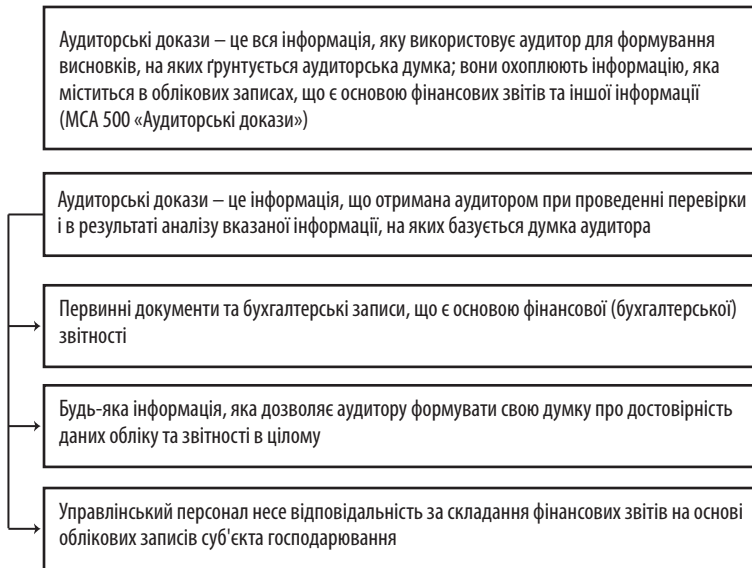 Аудиторські докази – це вся інформація, яку використовує аудитор для формування
висновків, на яких ґрунтується аудиторська думка; вони охоплюють інформацію, яка
міститься в облікових записах, що є основою фінансових звітів та іншої інформації
(МСА 500 «Аудиторські докази»)
Аудиторські докази – це інформація, що отримана аудитором при проведенні перевірки
і в результаті аналізу вказаної інформації, на яких базується думка аудитора
Первинні документи та бухгалтерські записи, що є основою фінансової (бухгалтерської)
звітності
Будь-яка інформація, яка дозволяє аудитору формувати свою думку про достовірність
даних обліку та звітності в цілому
Управлінський персонал несе відповідальність за складання фінансових звітів на основі
облікових записів суб'єкта господарювання